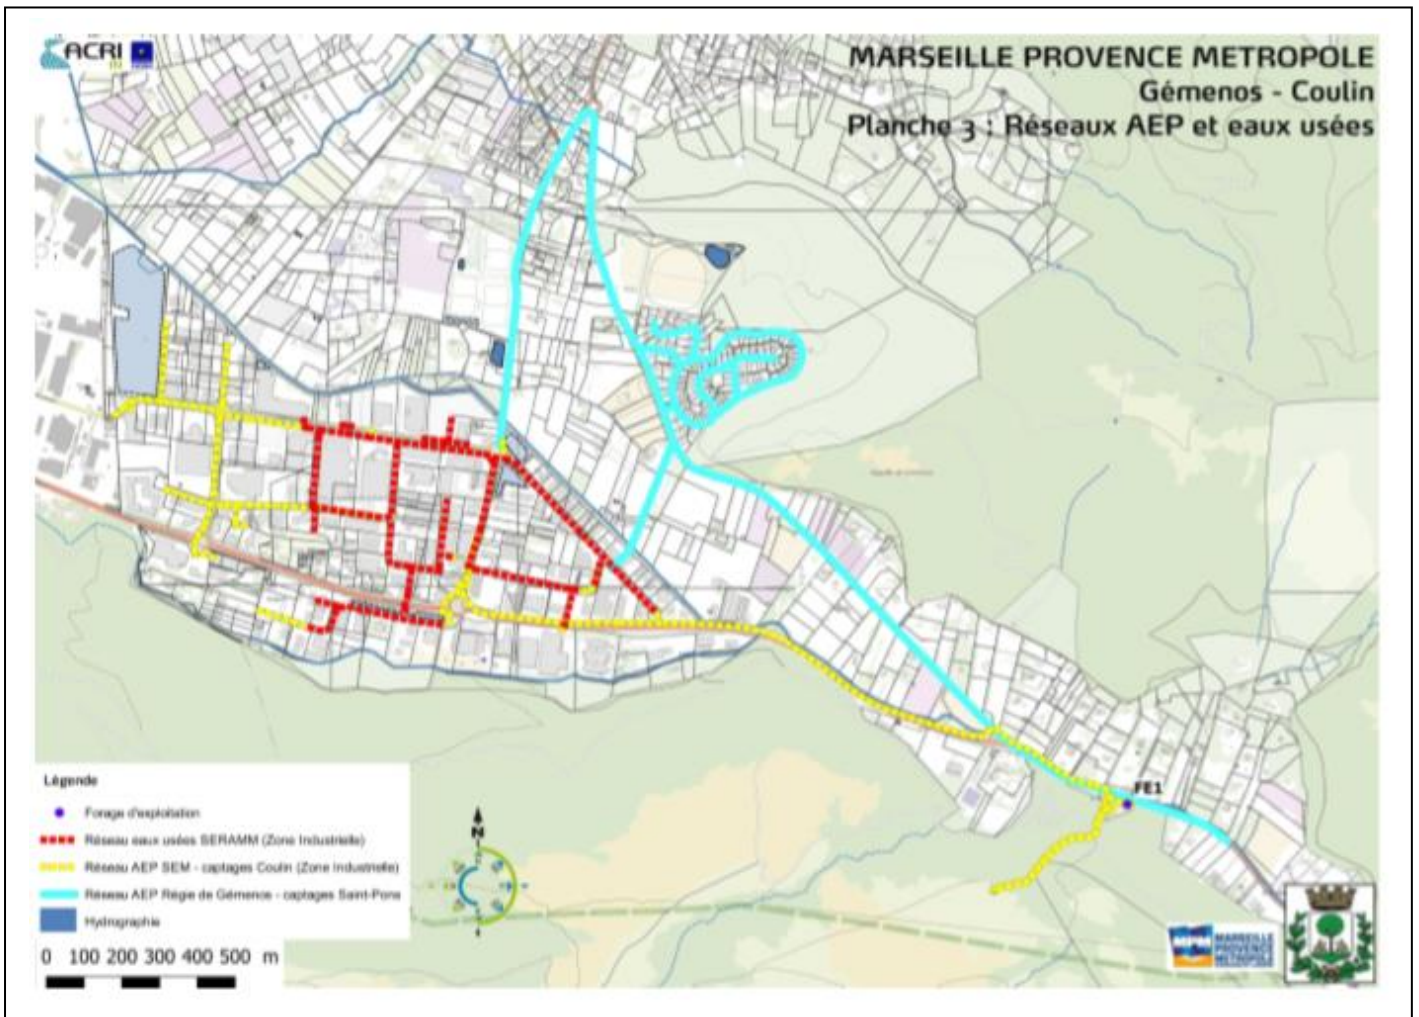 ACRI
MARSEILLE PROVENCE METROPOLE
Gémenos - Coulin
Planche 3 : Réseaux AEP et eaux usées
FE1
Légende
Forage d'exploitation
Réseau eaux usées SERAMM (Zone Industrielle)
Réseau AEP SEM - captages Coulin (Zone Industrielle)
Réseau AEP Régie de Gémenos - captages Saint-Pons
Hydrographie
0 100 200 300 400 500 m
N
MPM
MARSEILLE
PROVENCE
METROPOLE